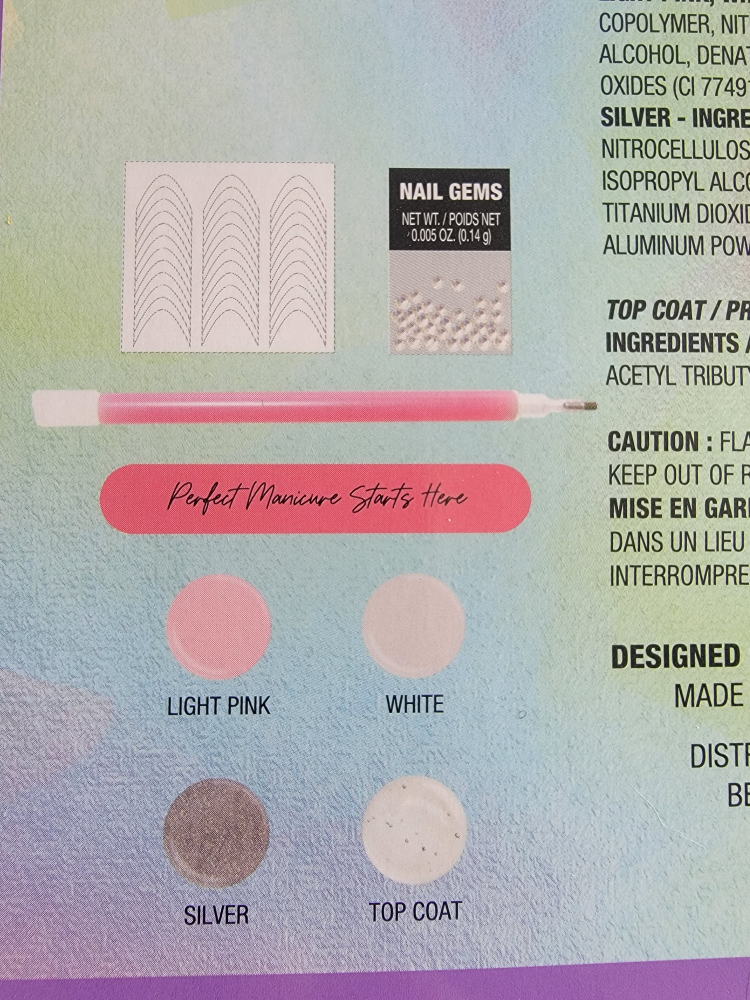 NAIL GEMS
NET WT. / POIDS NET
0.005 OZ. (0.14 g)
Perfect Manicure Starts Here
LIGHT PINK
WHITE
SILVER
TOP COAT
COPOLYMER, NIT
ALCOHOL, DENAT
OXIDES (CI 77491
SILVER - INGRE
NITROCELLULOS
ISOPROPYL ALCO
TITANIUM DIOXID
ALUMINUM POW
TOP COAT / PR
INGREDIENTS /
ACETYL TRIBUTY
CAUTION : FLA
KEEP OUT OF R
MISE EN GARD
DANS UN LIEU
INTERROMPRE
DESIGNED
MADE
DISTR
BE